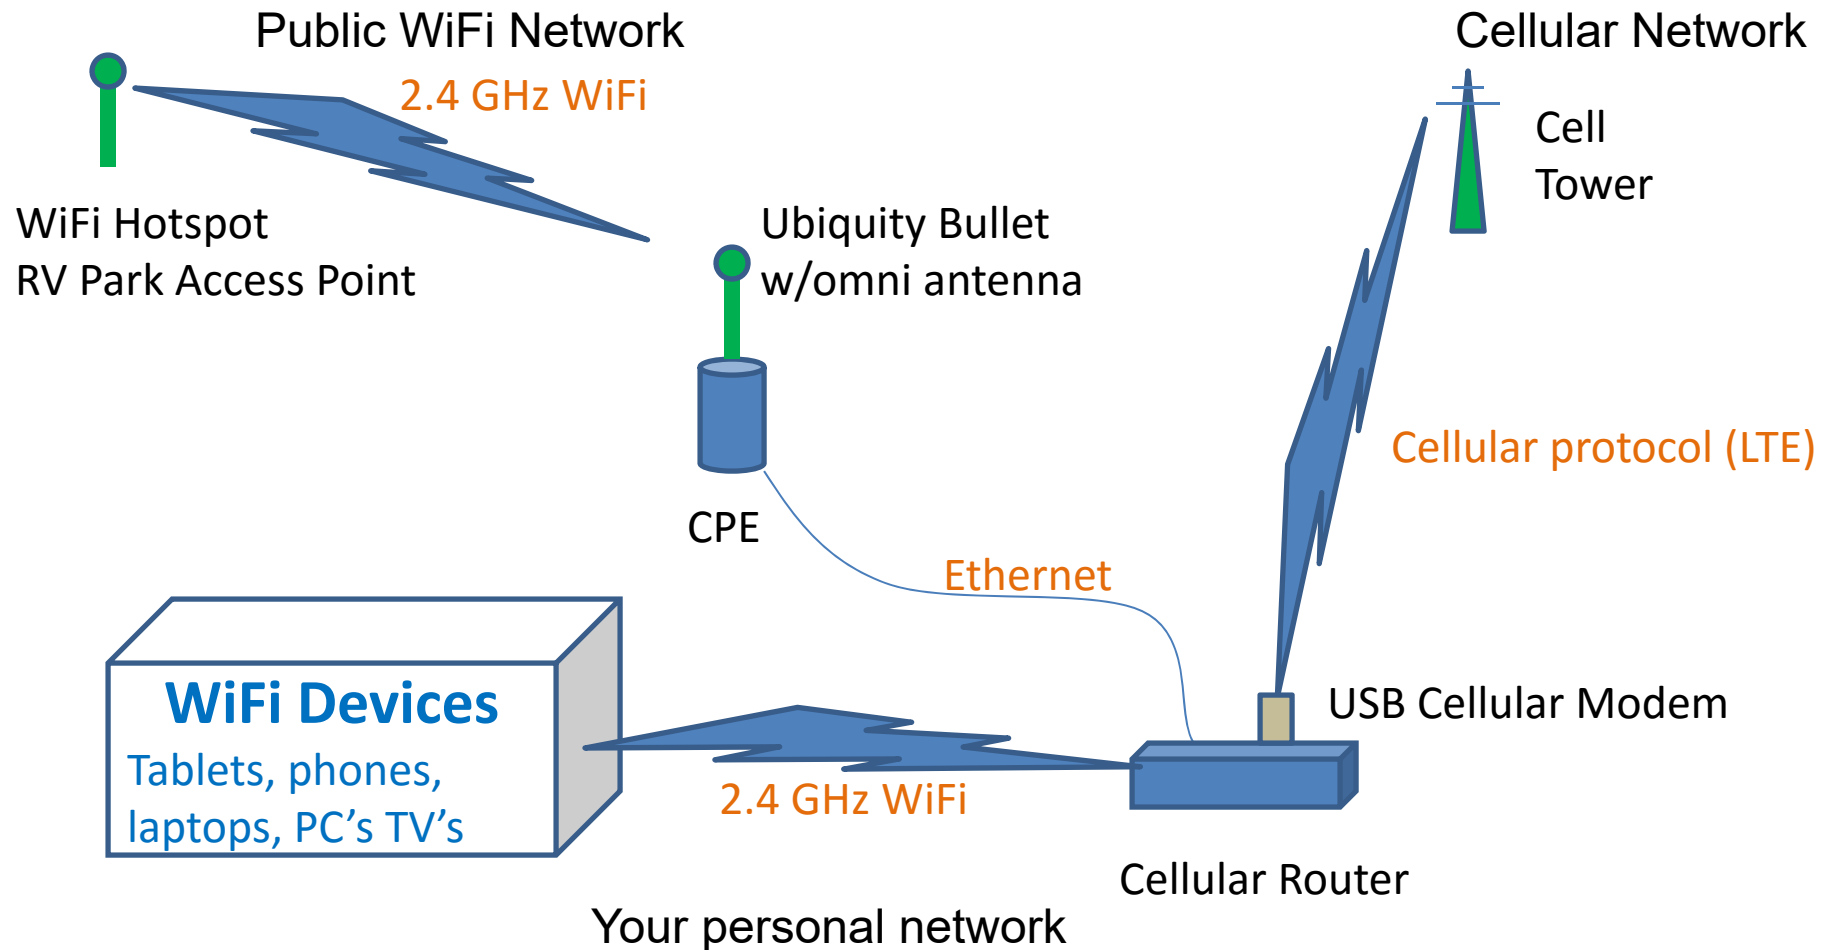 Public WiFi Network
Cellular Network
2.4 GHz WiFi
Cell
Tower
WiFi Hotspot
RV Park Access Point
Ubiquity Bullet
w/omni antenna
Cellular protocol (LTE)
CPE
Ethernet
WiFi Devices
Tablets, phones,
laptops, PC’s TV’s
USB Cellular Modem
2.4 GHz WiFi
Cellular Router
Your personal network